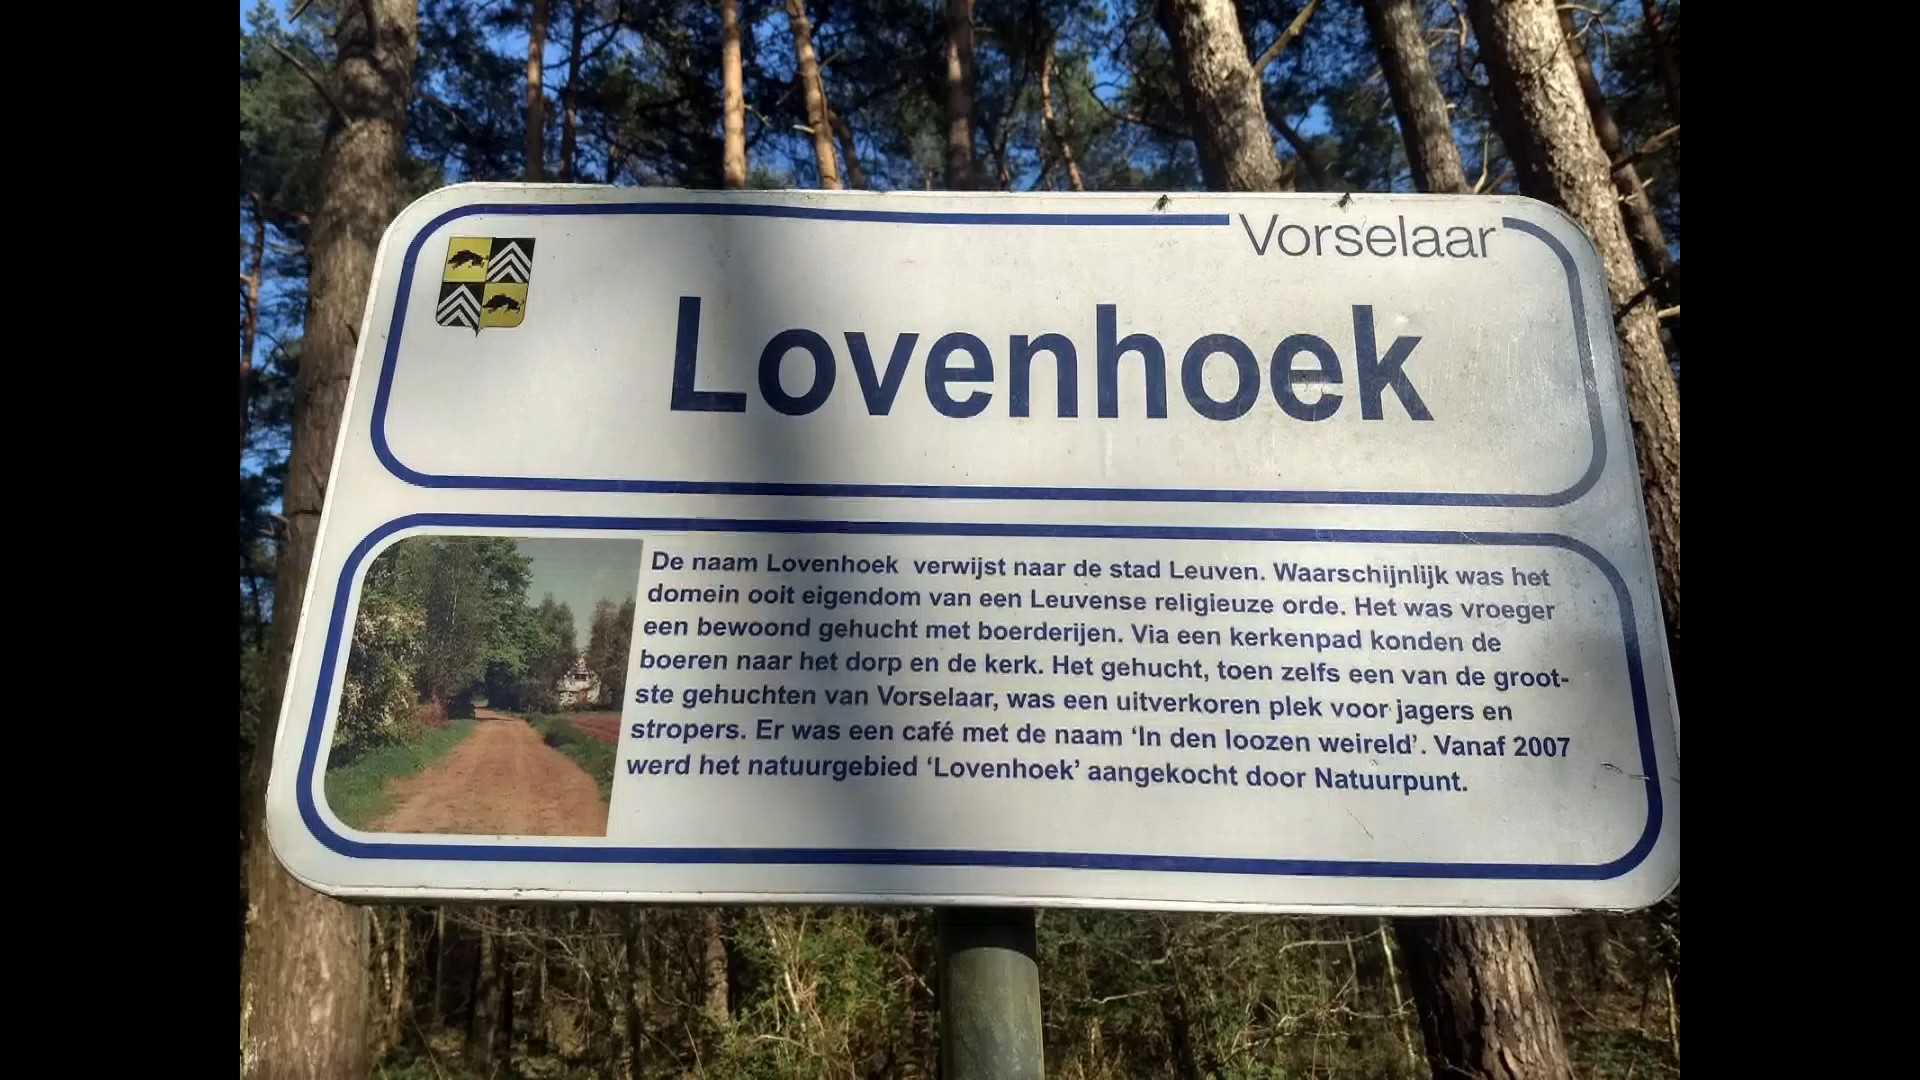 Vorselaar
Lovenhoek
De naam Lovenhoek verwijst naar de stad Leuven. Waarschijnlijk was het
domein ooit eigendom van een Leuvense religieuze orde. Het was vroeger
een bewoond gehucht met boerderijen. Via een kerkenpad konden de
boeren naar het dorp en de kerk. Het gehucht, toen zelfs een van de groot-
ste gehuchten van Vorselaar, was een uitverkoren plek voor jagers en
stropers. Er was een café met de naam ‘In den loozen weireld’. Vanaf 2007
werd het natuurgebied ‘Lovenhoek’ aangekocht door Natuurpunt.